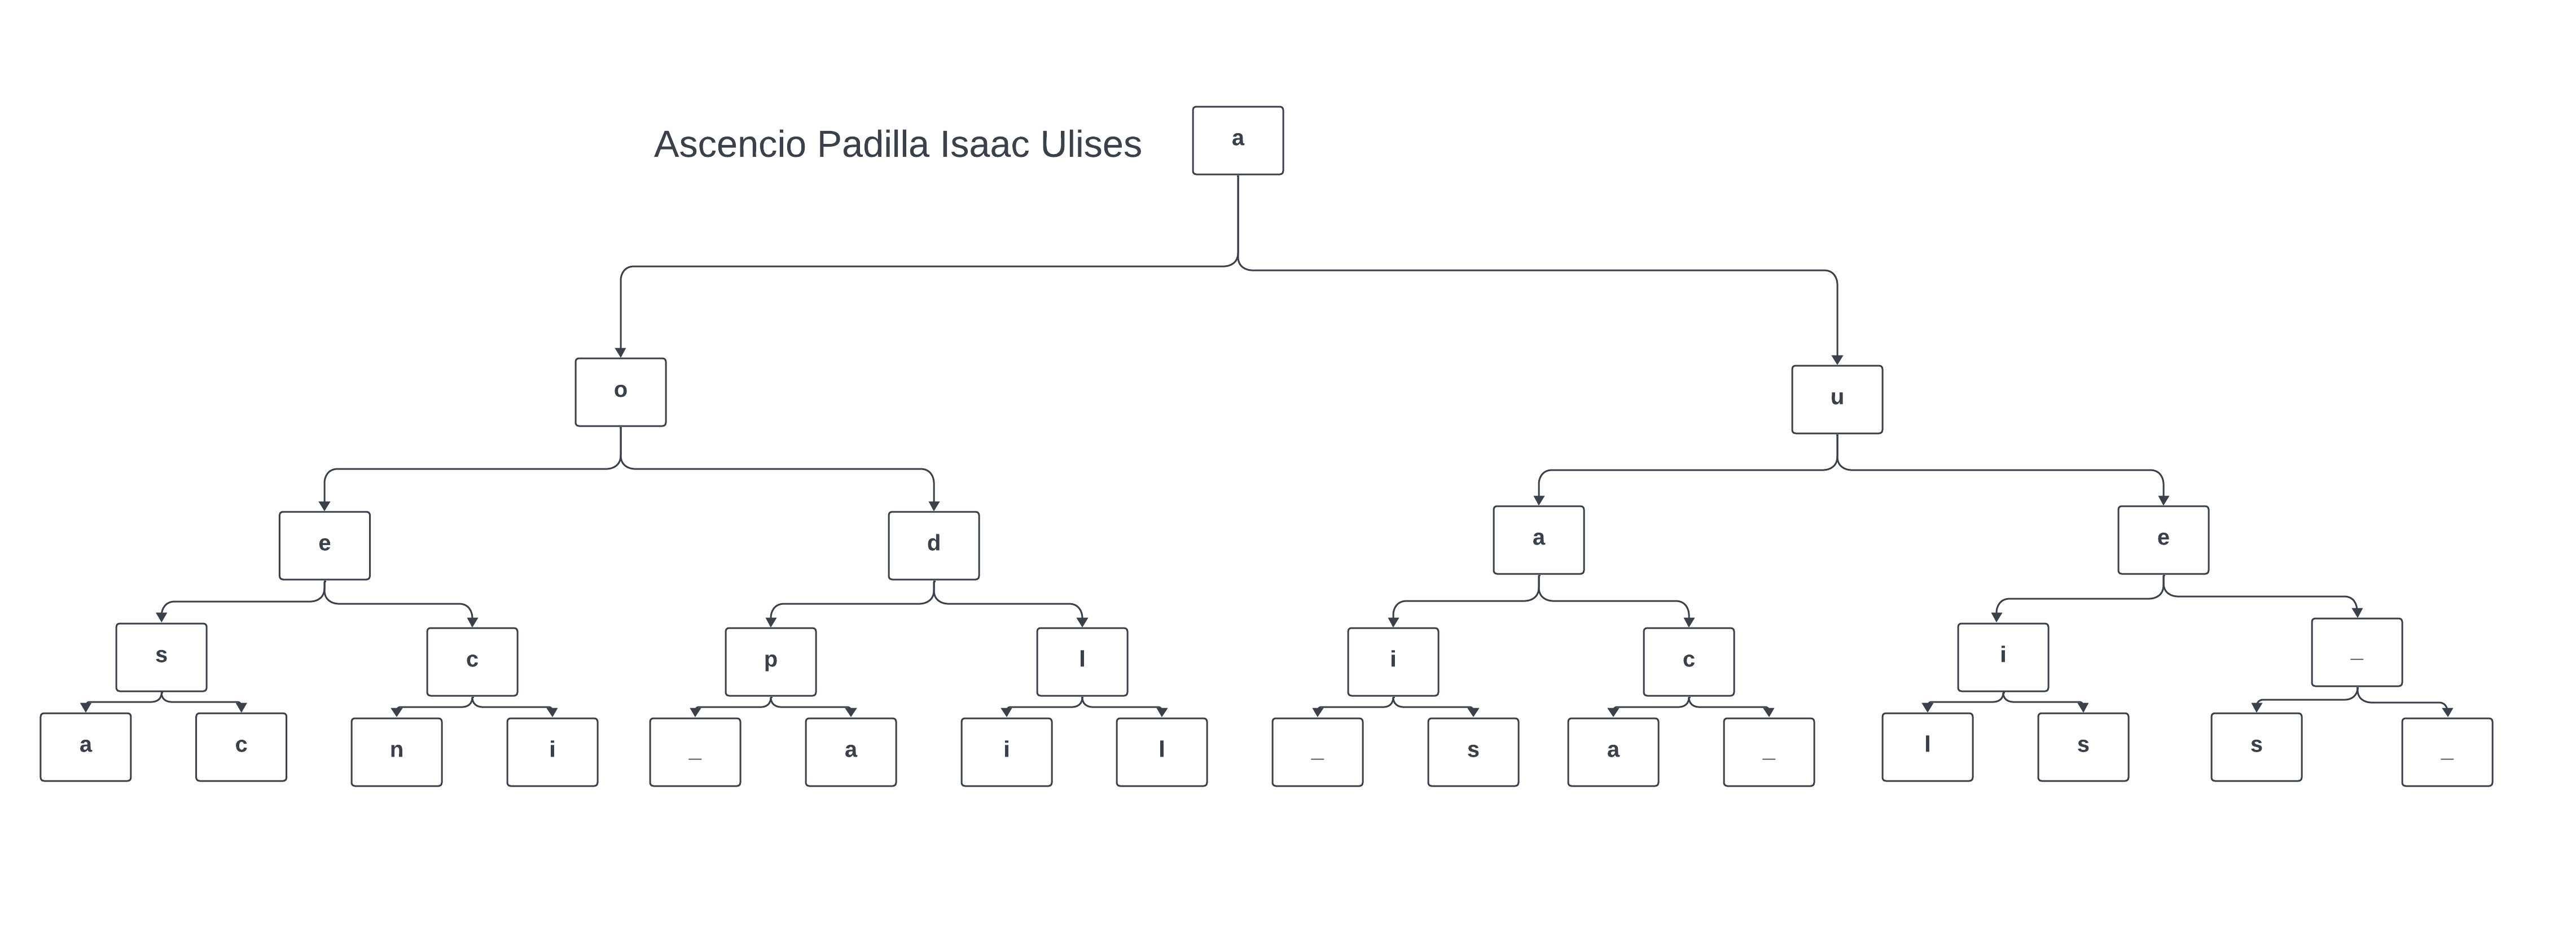 Ascencio Padilla Isaac Ulises
a
o
u
e
d
a
e
s
c
p
l
i
c
i
_
a
c
n
i
_
a
i
l
_
s
a
_
l
s
s
_